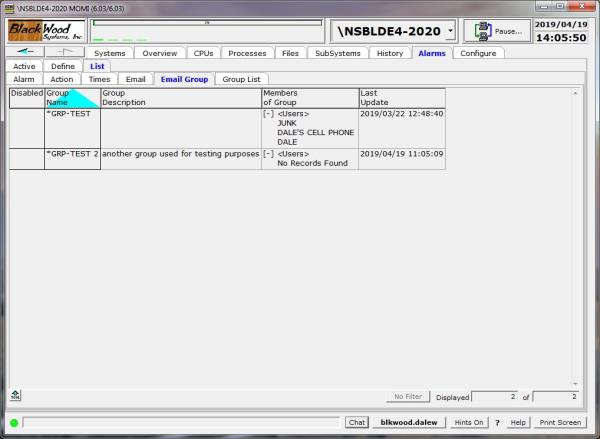 \NSBLDE4-2020 MOMI (6.03/6.03)
BlackWood
Systems, Inc.
\NSBLDE4-2020
Pause...
2019/04/19
14:05:50
Systems Overview CPUs Processes Files SubSystems History Alarms Configure
Active Define List
Alarm Action Times Email Email Group Group List
Disabled Group Name Group Description Members of Group Last Update
*GRP-TEST [-] <Users> 2019/03/22 12:48:40
JUNK
DALE'S CELL PHONE
DALE
*GRP-TEST 2 another group used for testing purposes [-] <Users> 2019/04/19 11:05:09
No Records Found
No Filter Displayed 2 of 2
Chat blkwood.dalew Hints On ? Help Print Screen